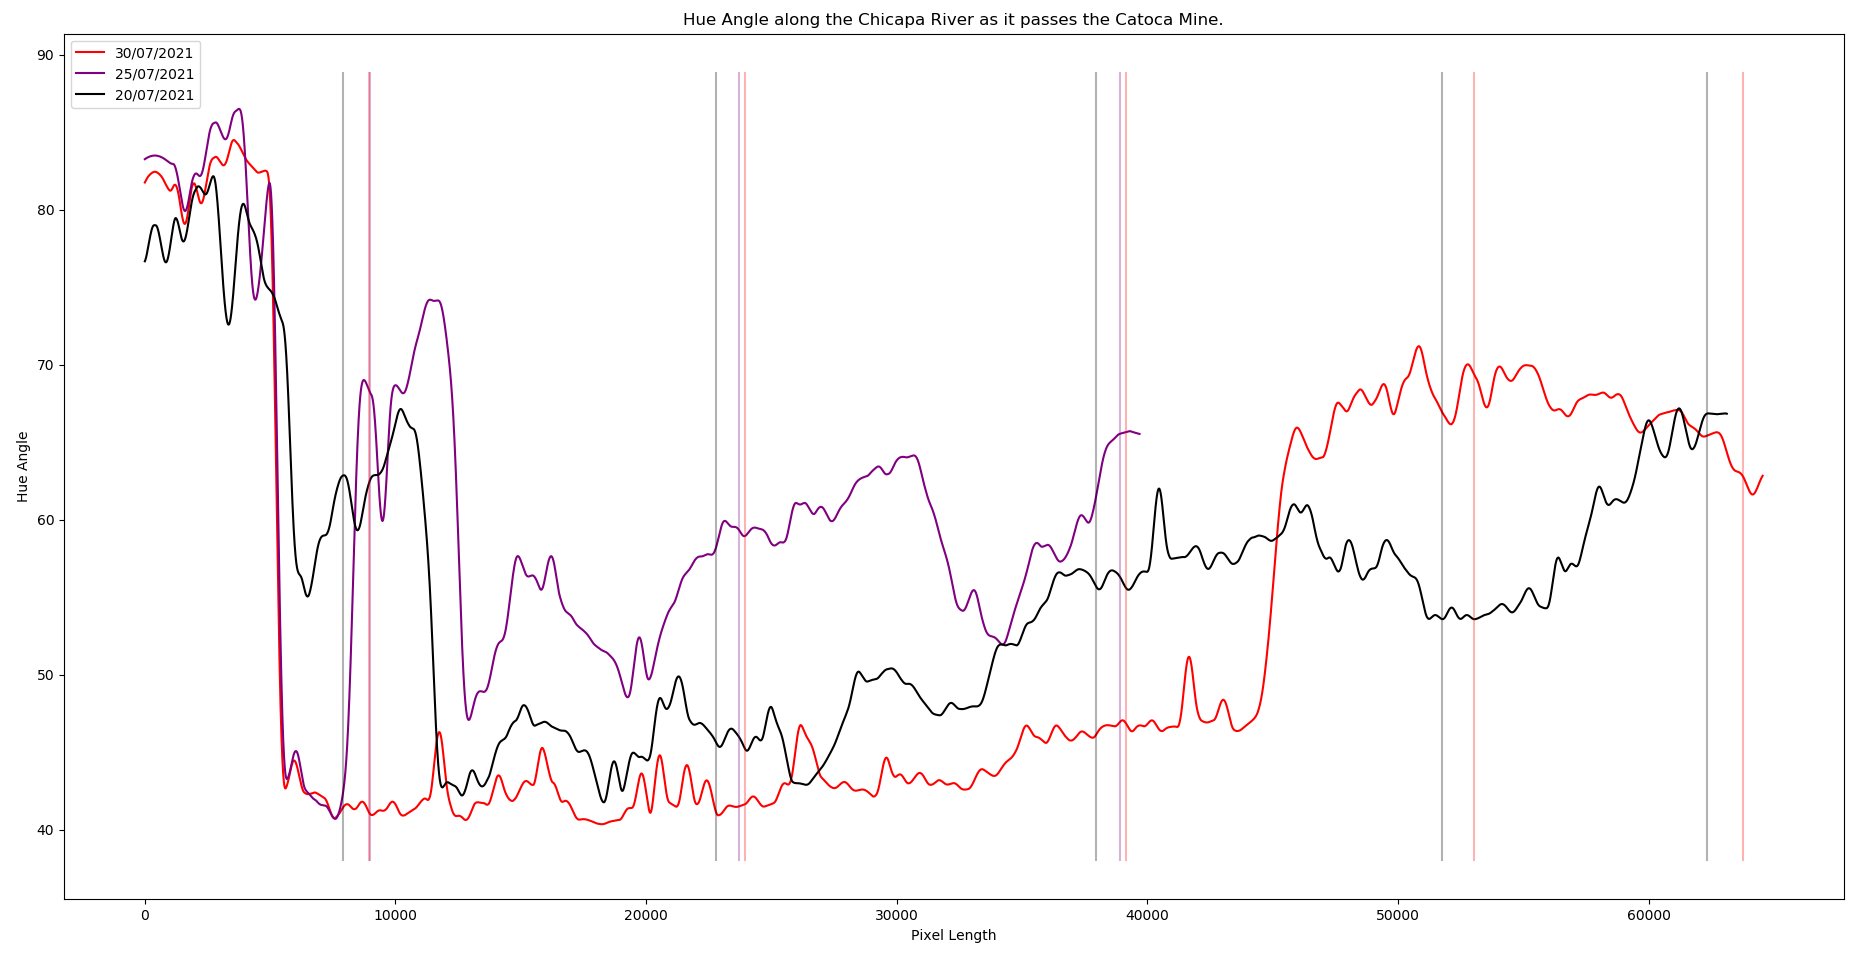 Hue Angle along the Chicapa River as it passes the Catoca Mine.
30/07/2021
25/07/2021
20/07/2021
90
80
70
60
50
40
Hue Angle
0 10000 20000 30000 40000 50000 60000
Pixel Length